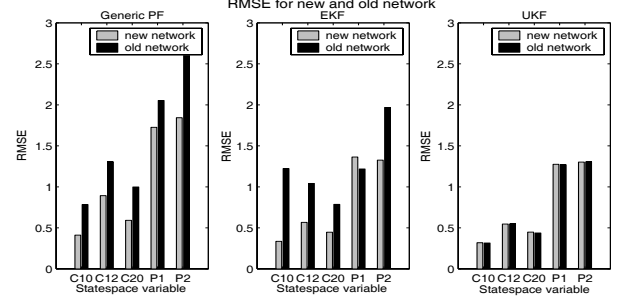 RMSE for new and old network
Generic PF
EKF
UKF
3
2.5
2
1.5
1
0.5
0
RMSE
new network
old network
C10 C12 C20 P1 P2
Statespace variable
3
2.5
2
1.5
1
0.5
0
RMSE
new network
old network
C10 C12 C20 P1 P2
Statespace variable
3
2.5
2
1.5
1
0.5
0
RMSE
new network
old network
C10 C12 C20 P1 P2
Statespace variable